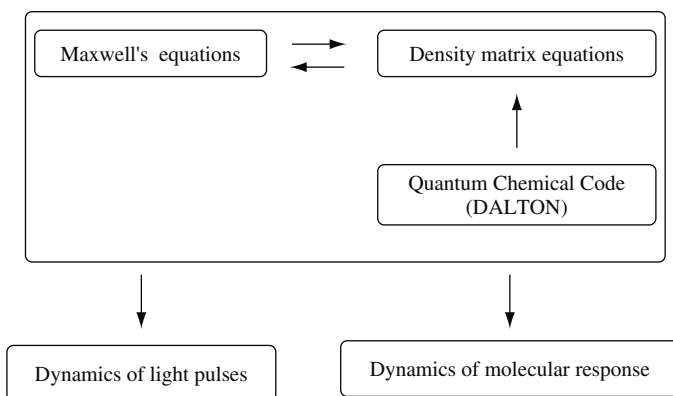 Maxwell's equations
Density matrix equations
Quantum Chemical Code
(DALTON)
Dynamics of light pulses
Dynamics of molecular response